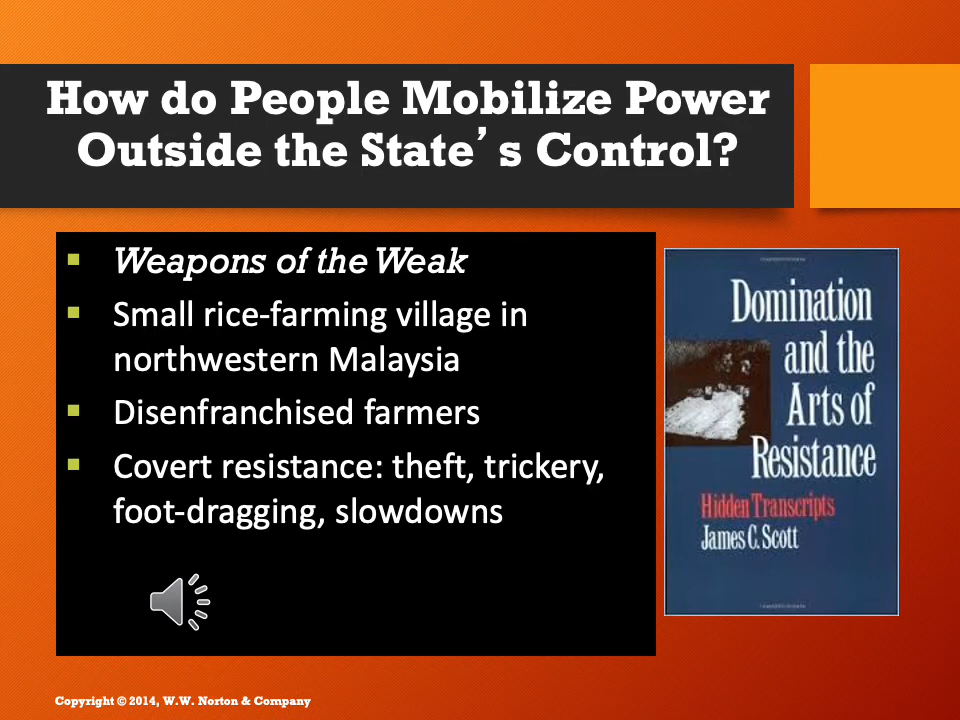 How do People Mobilize Power
Outside the State’s Control?
Weapons of the Weak
Small rice-farming village in
northwestern Malaysia
Disenfranchised farmers
Covert resistance: theft, trickery,
foot-dragging, slowdowns
Domination
and the
Arts of
Resistance
Hidden Transcripts
James C. Scott
Copyright © 2014, W.W. Norton & Company